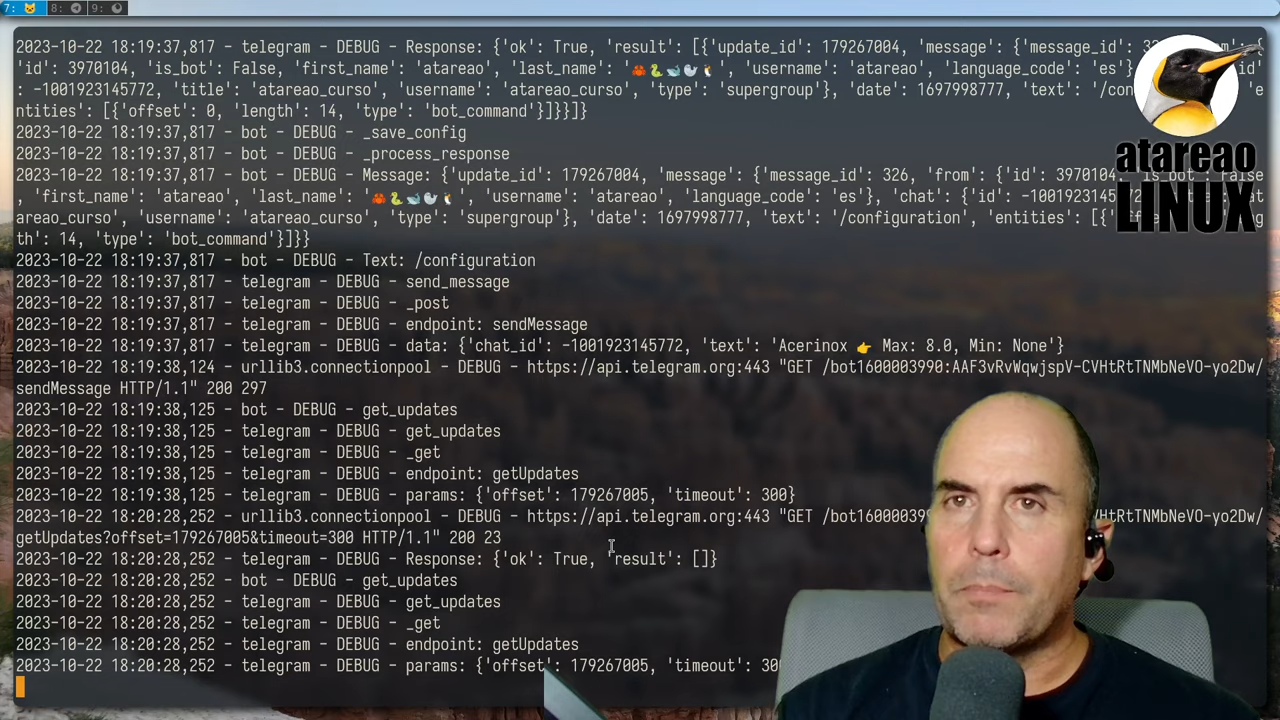 7: 8: 9:
2023-10-22 18:19:37,817 - telegram - DEBUG - Response: {'ok': True, 'result': [{'update_id': 179267004, 'message': {'message_id':
'id': 3970104, 'is_bot': False, 'first_name': 'atareao', 'last_name': '🦀🐍🐋🦭🐧', 'username': 'atareao', 'language_code': 'es'}
: -1001923145772, 'title': 'atareao_curso', 'username': 'atareao_curso', 'type': 'supergroup'}, 'date': 1697998777, 'text': '/con
ntities': [{'offset': 0, 'length': 14, 'type': 'bot_command'}]}}]}
2023-10-22 18:19:37,817 - bot - DEBUG - _save_config
2023-10-22 18:19:37,817 - bot - DEBUG - _process_response
2023-10-22 18:19:37,817 - bot - DEBUG - Message: {'update_id': 179267004, 'message': {'message_id': 326, 'from': {'id': 3970104,
, 'first_name': 'atareao', 'last_name': '🦀🐍🐋🦭🐧', 'username': 'atareao', 'language_code': 'es'}, 'chat': {'id': -1001923145772
areao_curso', 'username': 'atareao_curso', 'type': 'supergroup'}, 'date': 1697998777, 'text': '/configuration', 'entities': [{
th': 14, 'type': 'bot_command'}]}}
atareao
LINUX
2023-10-22 18:19:37,817 - bot - DEBUG - Text: /configuration
2023-10-22 18:19:37,817 - telegram - DEBUG - send_message
2023-10-22 18:19:37,817 - telegram - DEBUG - _post
2023-10-22 18:19:37,817 - telegram - DEBUG - endpoint: sendMessage
2023-10-22 18:19:37,817 - telegram - DEBUG - data: {'chat_id': -1001923145772, 'text': 'Acerinox 👉 Max: 8.0, Min: None'}
2023-10-22 18:19:38,124 - urllib3.connectionpool - DEBUG - https://api.telegram.org:443 "GET /bot1600003990:AAF3vRvWqwjspV-CVHtRtTNMbNeVO-yo2Dw/
sendMessage HTTP/1.1" 200 297
2023-10-22 18:19:38,125 - bot - DEBUG - get_updates
2023-10-22 18:19:38,125 - telegram - DEBUG - get_updates
2023-10-22 18:19:38,125 - telegram - DEBUG - _get
2023-10-22 18:19:38,125 - telegram - DEBUG - endpoint: getUpdates
2023-10-22 18:19:38,125 - telegram - DEBUG - params: {'offset': 179267005, 'timeout': 300}
2023-10-22 18:20:28,252 - urllib3.connectionpool - DEBUG - https://api.telegram.org:443 "GET /bot16000039 VHtRtTNMbNeVO-yo2Dw/
getUpdates?offset=179267005&timeout=300 HTTP/1.1" 200 23
2023-10-22 18:20:28,252 - telegram - DEBUG - Response: {'ok': True, 'result': []}
2023-10-22 18:20:28,252 - bot - DEBUG - get_updates
2023-10-22 18:20:28,252 - telegram - DEBUG - get_updates
2023-10-22 18:20:28,252 - telegram - DEBUG - _get
2023-10-22 18:20:28,252 - telegram - DEBUG - endpoint: getUpdates
2023-10-22 18:20:28,252 - telegram - DEBUG - params: {'offset': 179267005, 'timeout': 30